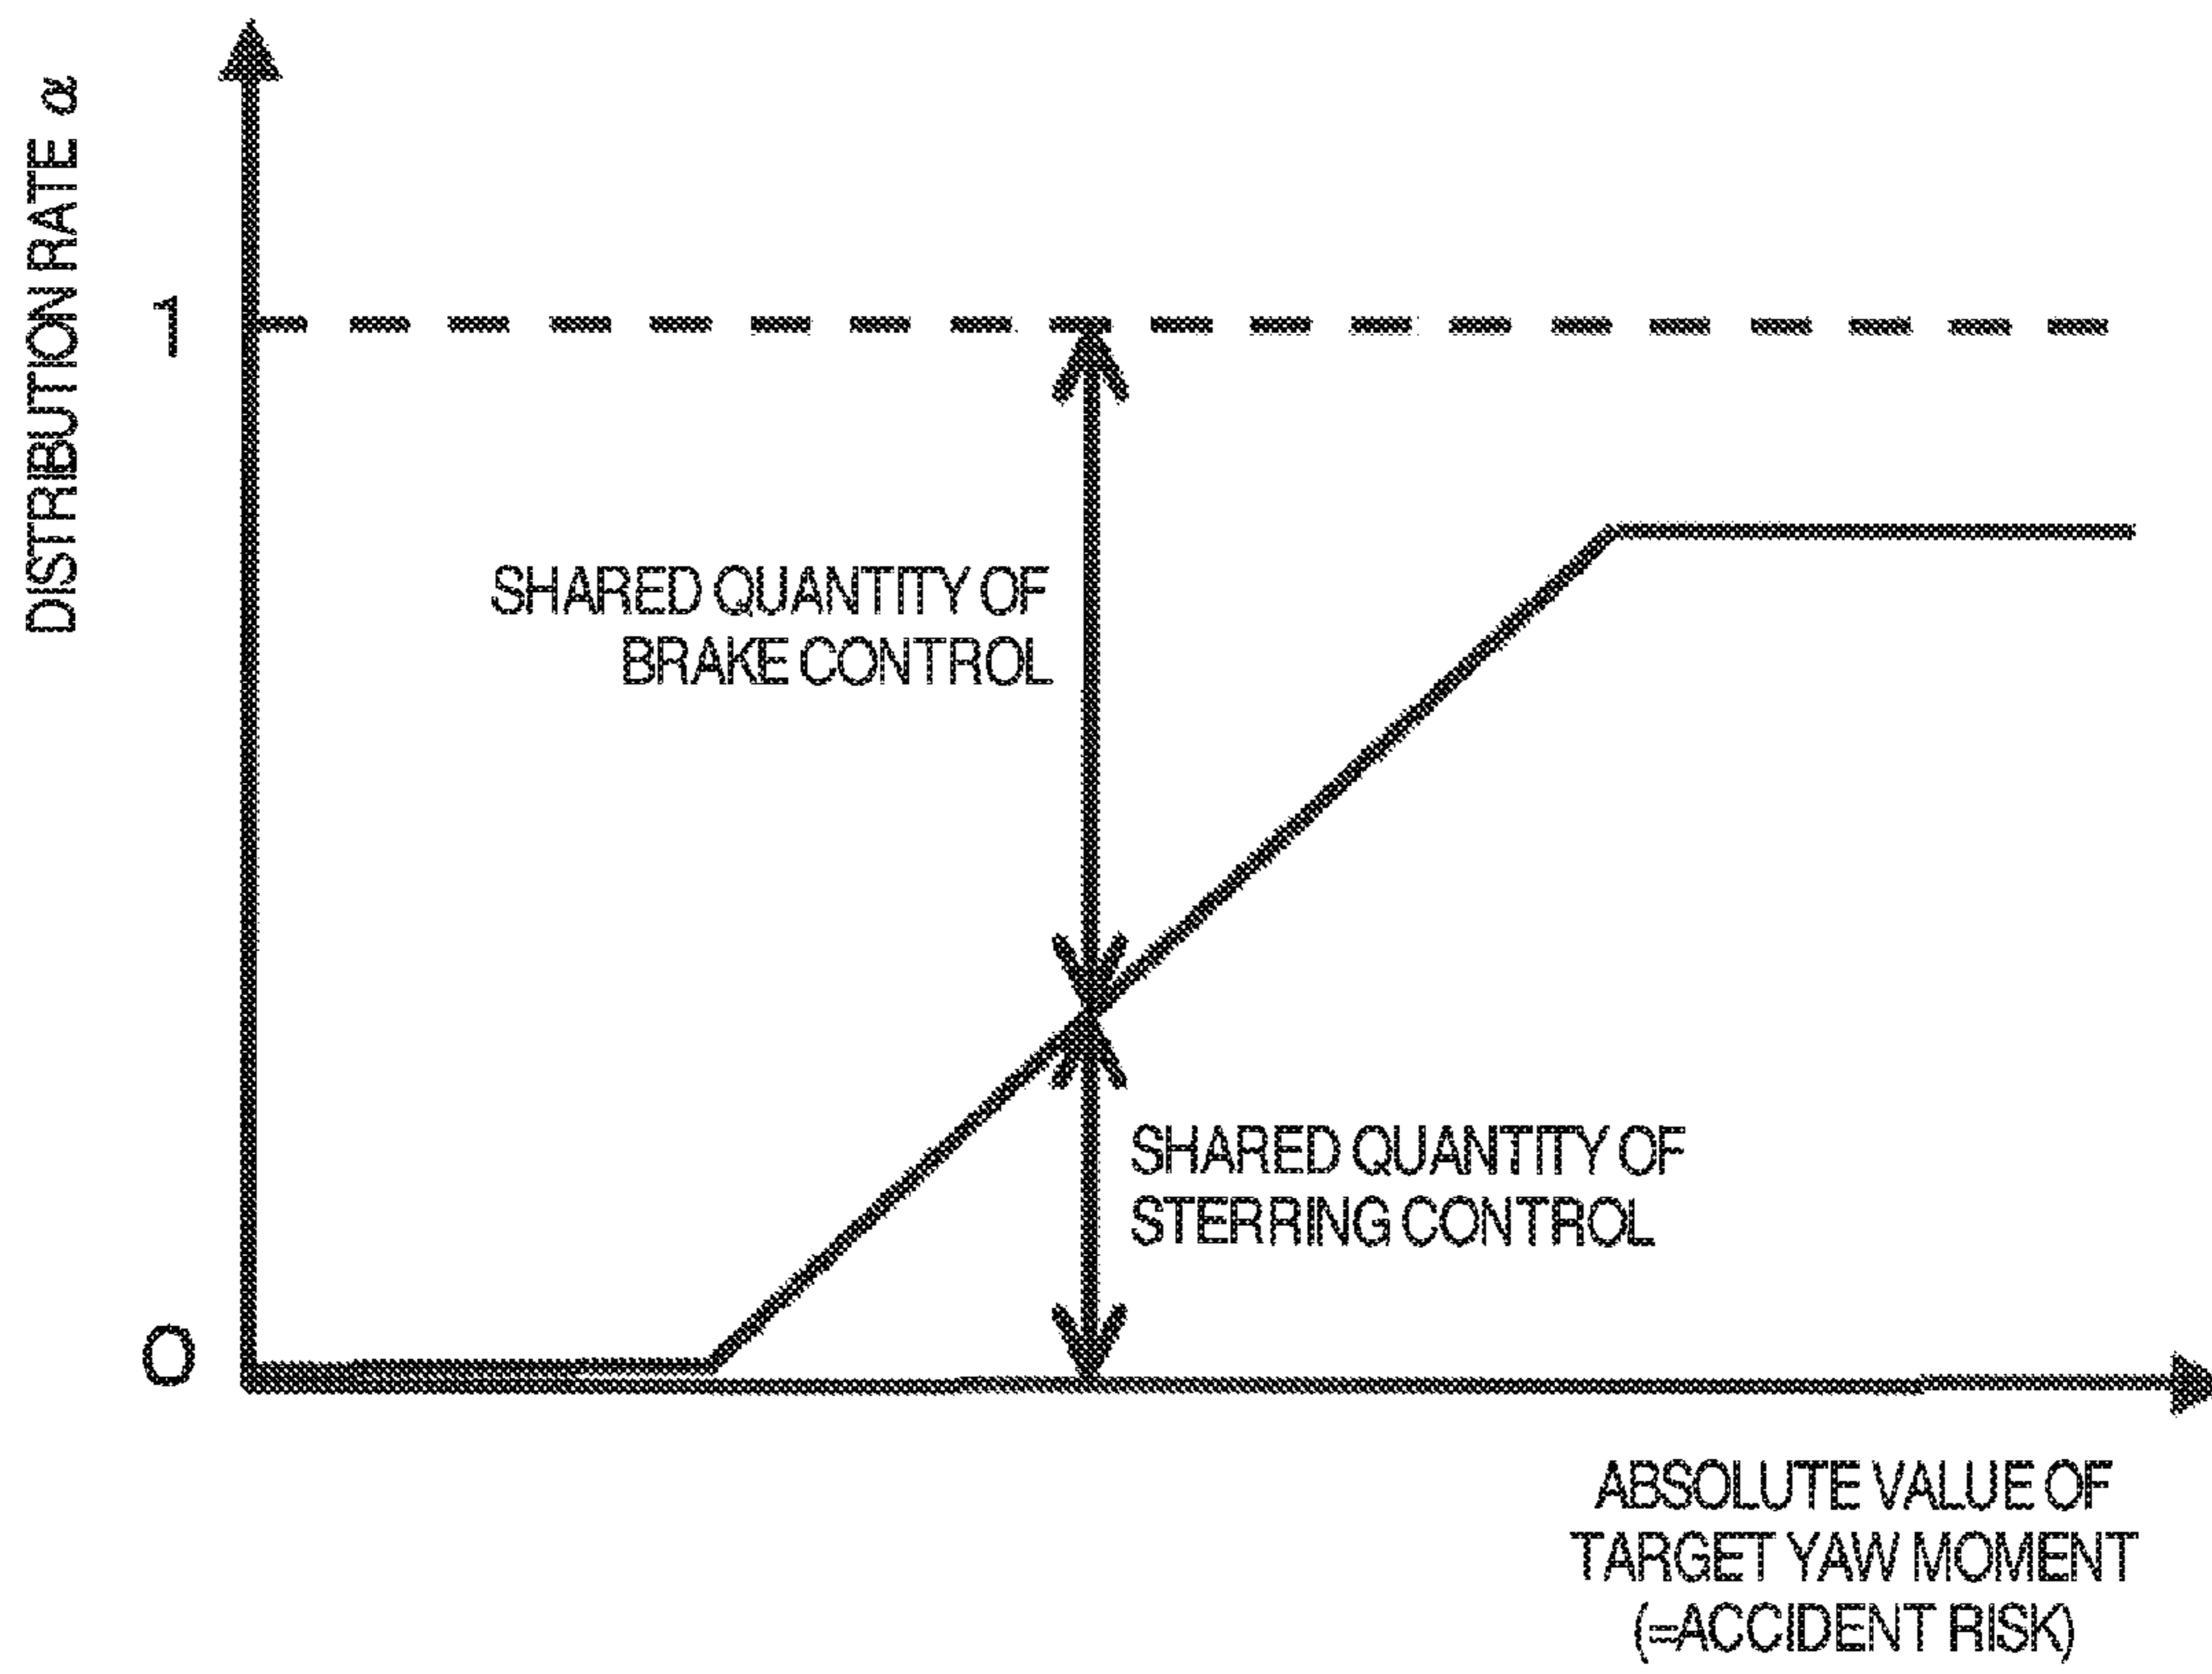 DISTRIBUTION RATE α
1
SHARED QUANTITY OF
BRAKE CONTROL
SHARED QUANTITY OF
STERRING CONTROL
0
ABSOLUTE VALUE OF
TARGET YAW MOMENT
(=ACCIDENT RISK)